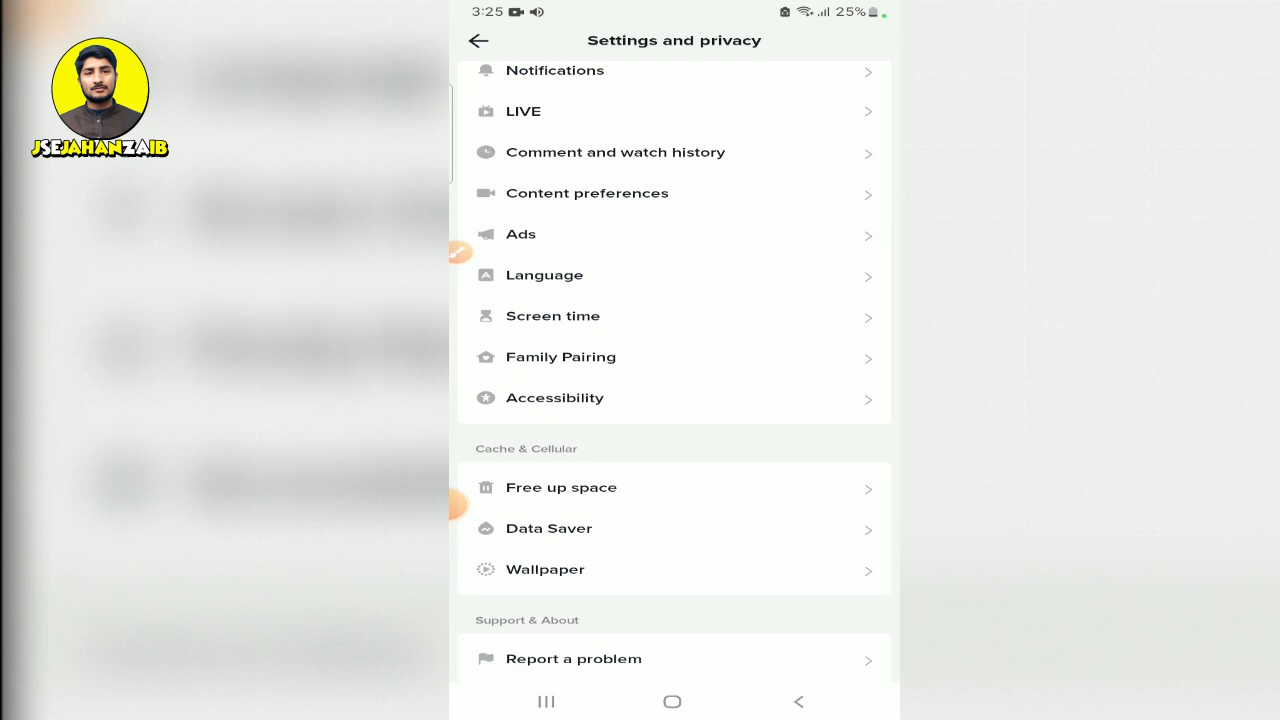 3:25
25%
JSEJAHANZAIB
Settings and privacy
Notifications
LIVE
Comment and watch history
Content preferences
Ads
A Language
Screen time
Family Pairing
Accessibility
Cache & Cellular
Free up space
Data Saver
Wallpaper
Support & About
Report a problem